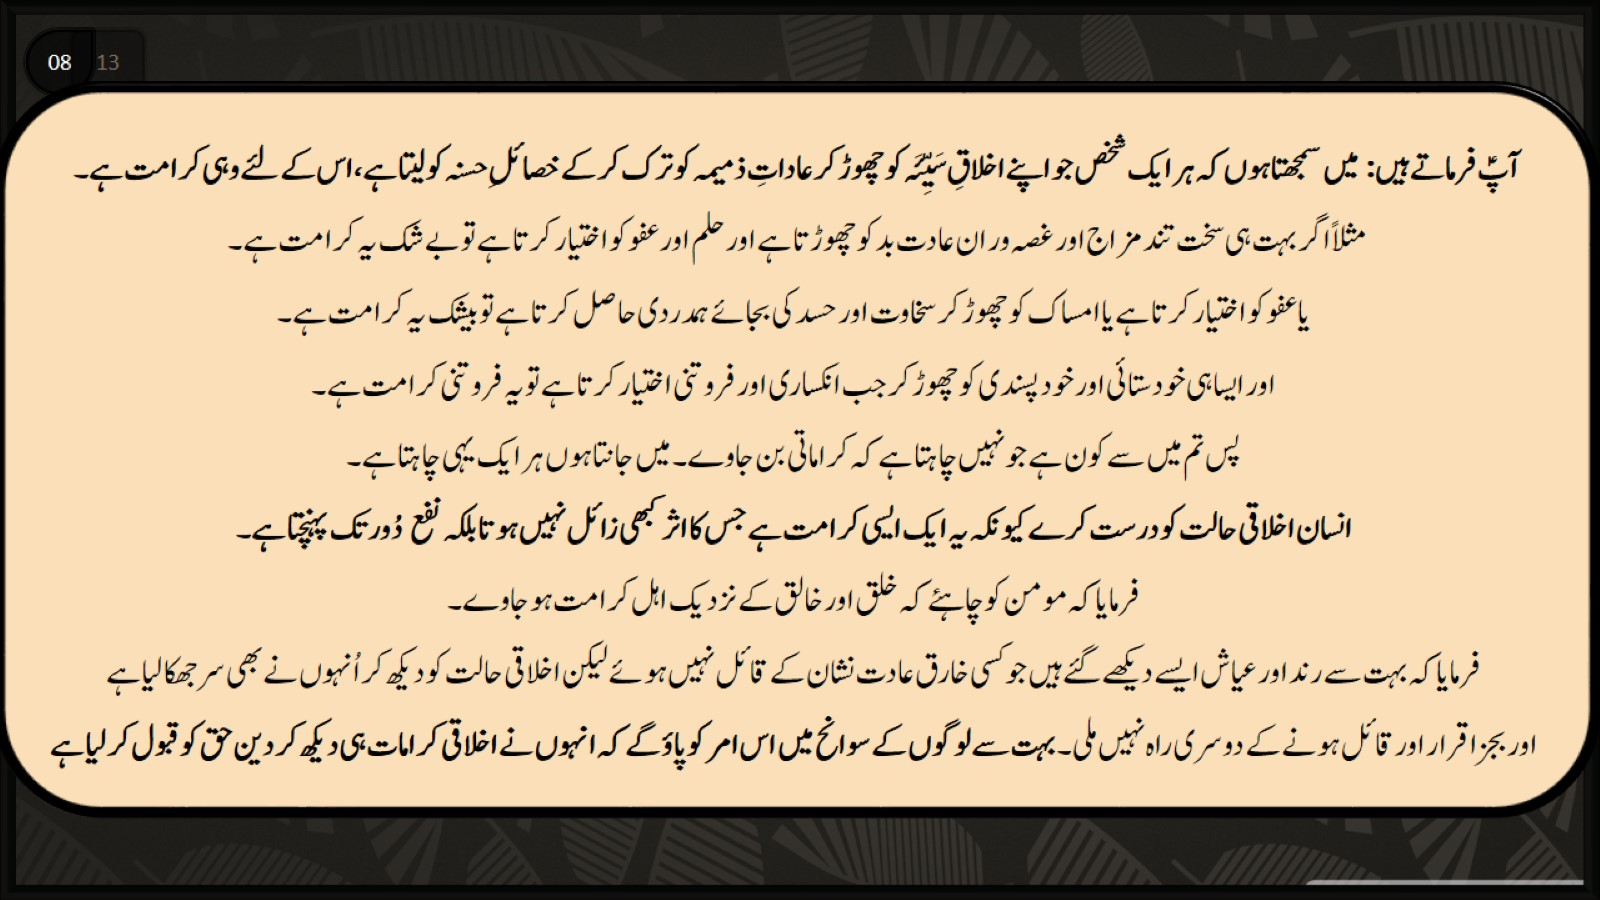 08 13
آپؑ فرماتے ہیں: میں سمجھتا ہوں کہ ہر ایک شخص جو اپنے اخلاقِ سَیِّئَہ کو چھوڑ کر عاداتِ ذمیمہ کو ترک کر کے خصائلِ حسنہ کو لیتا ہے، اس کے لئے وہی کرامت ہے۔
مثلاً اگر بہت ہی سخت تند مزاج اور غصہ ور ان عادت بد کو چھوڑتا ہے اور حلم اور عفو کو اختیار کرتا ہے تو بے شک یہ کرامت ہے۔
یا عفو کو اختیار کرتا ہے یا امساک کو چھوڑ کر سخاوت اور حسد کی بجائے ہمدردی حاصل کرتا ہے تو بیشک یہ کرامت ہے۔
اور ایسا ہی خود ستائی اور خود پسندی کو چھوڑ کر جب انکساری اور فروتنی اختیار کرتا ہے تو یہ فروتنی کرامت ہے۔
پس تم میں سے کون ہے جو نہیں چاہتا ہے کہ کراماتی بن جاوے۔ میں جانتا ہوں ہر ایک یہی چاہتا ہے۔
انسان اخلاقی حالت کو درست کرے کیونکہ یہ ایک ایسی کرامت ہے جس کا اثر کبھی زائل نہیں ہوتا بلکہ نفع دُور تک پہنچتا ہے۔
فرمایا کہ مومن کو چاہئے کہ خلق اور خالق کے نزدیک اہل کرامت ہو جاوے۔
فرمایا کہ بہت سے رند اور عیاش ایسے دیکھے گئے ہیں جو کسی خارق عادت نشان کے قائل نہیں ہوئے لیکن اخلاقی حالت کو دیکھ کر اُنہوں نے بھی سر جھکا لیا ہے
اور بجز اقرار اور قائل ہونے کے دوسری راہ نہیں ملی۔ بہت سے لوگوں کے سوانح میں اس امر کو پاؤ گے کہ انہوں نے اخلاقی کرامات ہی دیکھ کر دین حق کو قبول کر لیا ہے